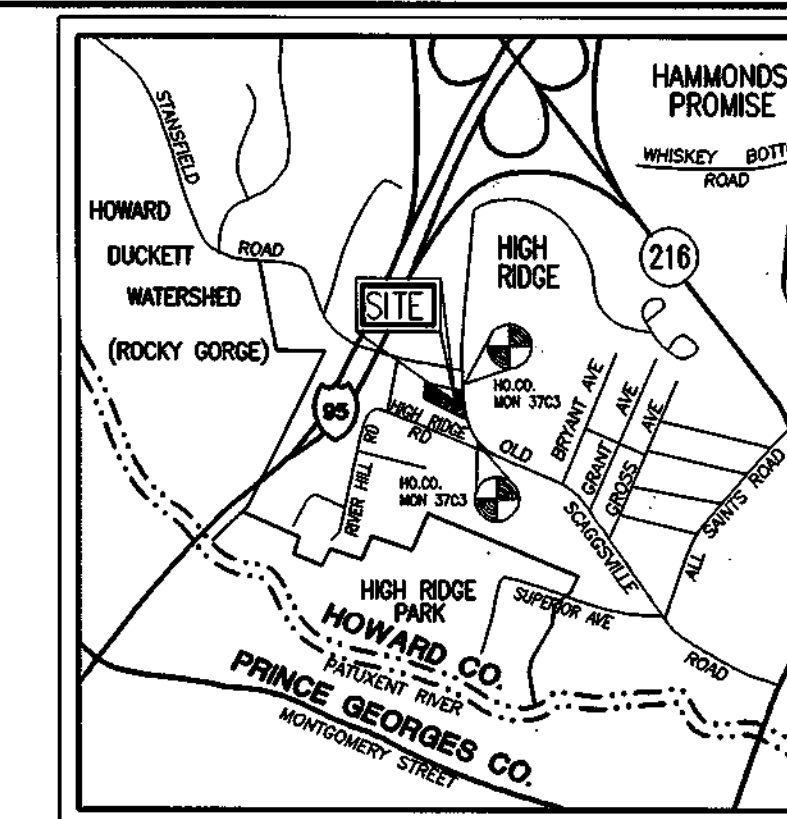 HAMMONDS
PROMISE
WHISKEY BOTT
ROAD
STANSFIELD
ROAD
HOWARD
DUCKETT
WATERSHED
(ROCKY GORGE)
HIGH
RIDGE
216
SITE
HO.CO.
MON 37C3
95
HIGH RIDGE
RD
OLD
SCAGGSVILLE
ROAD
BRYANT AVE
GRANT AVE
GROSS AVE
ALL SAINTS ROAD
RIVER HILL RD
HO.CO.
MON 37C3
HIGH RIDGE
PARK
SUPERIOR AVE
HOWARD CO.
PATUXENT RIVER
PRINCE GEORGES CO.
MONTGOMERY STREET